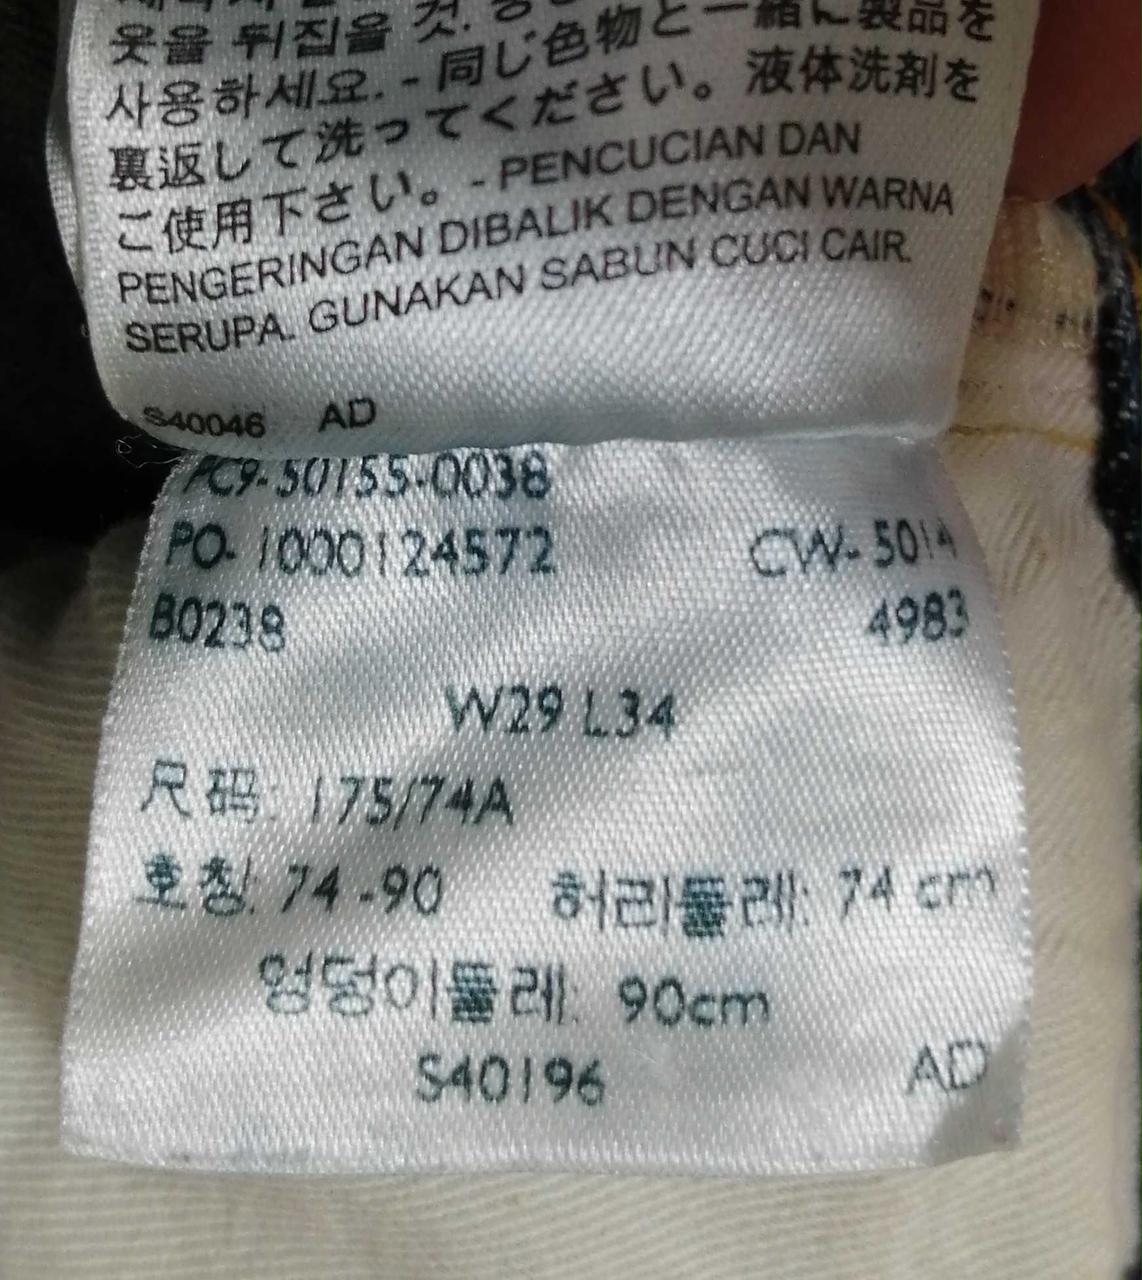 옷을 뒤집을 것.
사용하세요. - 同じ色物と一緒に製品を
裏返して洗ってください。液体洗剤を
ご使用下さい。- PENCUCIAN DAN
PENGERINGAN DIBALIK DENGAN WARNA
SERUPA. GUNAKAN SABUN CUCI CAIR.
S40046 AD
PC9-50155-0038
PO-1000124572 CW-5014
B0238 4983
W29 L34
尺码: 175/74A
호칭: 74-90 허리둘레: 74 cm
엉덩이둘레: 90cm
S40196 AD